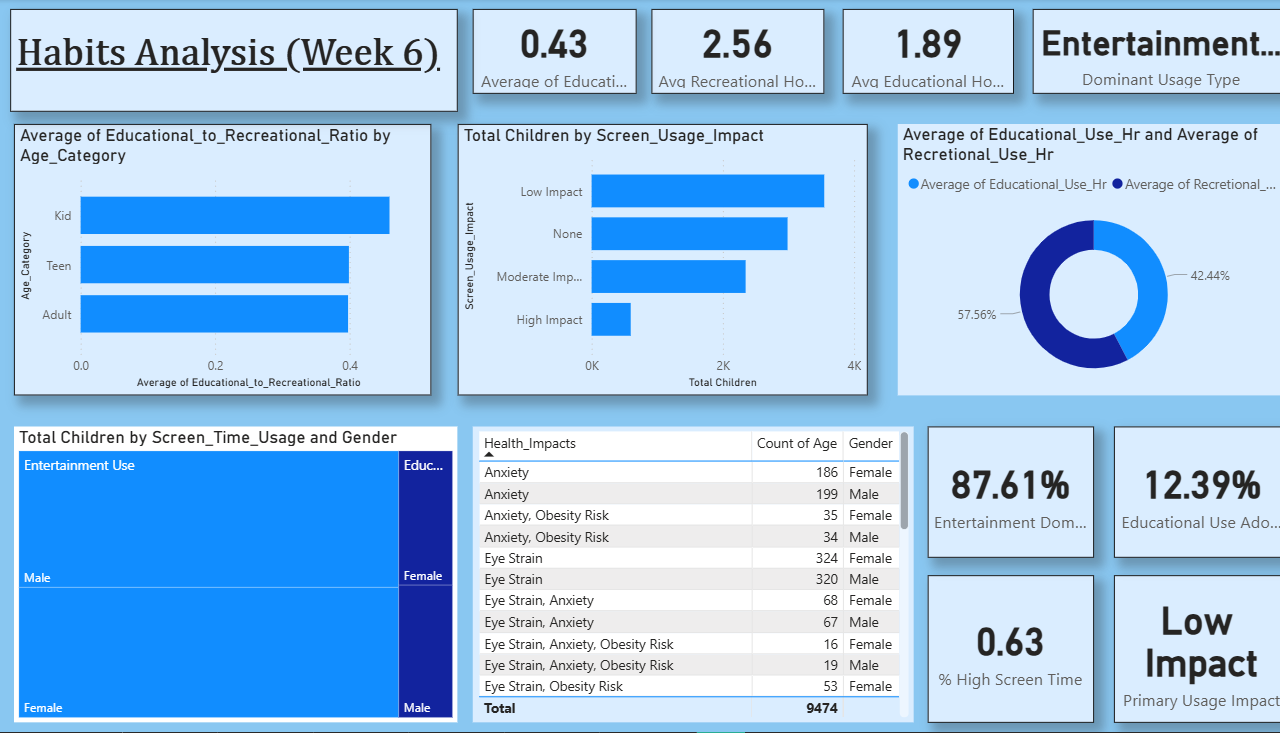 Habits Analysis (Week 6)
0.43
Average of Educati...
2.56
Avg Recreational Ho...
1.89
Avg Educational Ho...
Entertainment...
Dominant Usage Type
Average of Educational_to_Recreational_Ratio by
Age_Category
Age_Category
Kid
Teen
Adult
0.0
0.2
0.4
Average of Educational_to_Recreational_Ratio
Total Children by Screen_Usage_Impact
Screen_Usage_Impact
Low Impact
None
Moderate Imp...
High Impact
0K
2K
4K
Total Children
Average of Educational_Use_Hr and Average of
Recretional_Use_Hr
Average of Educational_Use_Hr
Average of Recretional_...
42.44%
57.56%
Total Children by Screen_Time_Usage and Gender
Entertainment Use
Educ...
Male
Female
Female
Male
Health_Impacts Count of Age Gender
Anxiety 186 Female
Anxiety 199 Male
Anxiety, Obesity Risk 35 Female
Anxiety, Obesity Risk 34 Male
Eye Strain 324 Female
Eye Strain 320 Male
Eye Strain, Anxiety 68 Female
Eye Strain, Anxiety 67 Male
Eye Strain, Anxiety, Obesity Risk 16 Female
Eye Strain, Anxiety, Obesity Risk 19 Male
Eye Strain, Obesity Risk 53 Female
Total 9474
87.61%
Entertainment Dom...
12.39%
Educational Use Ado...
0.63
% High Screen Time
Low
Impact
Primary Usage Impact